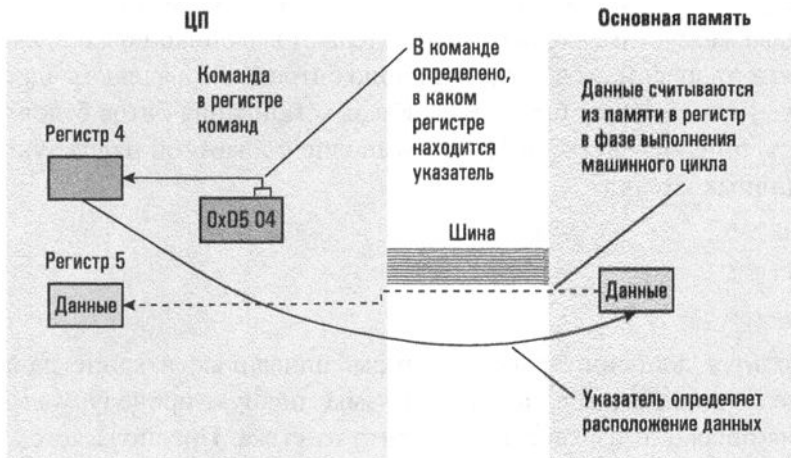 ЦП
Основная память
Команда
в регистре
команд
В команде
определено,
в каком
регистре
находится
указатель
Данные считываются
из памяти в регистр
в фазе выполнения
машинного цикла
Регистр 4
0xD5 04
Шина
Регистр 5
Данные
Данные
Указатель определяет
расположение данных